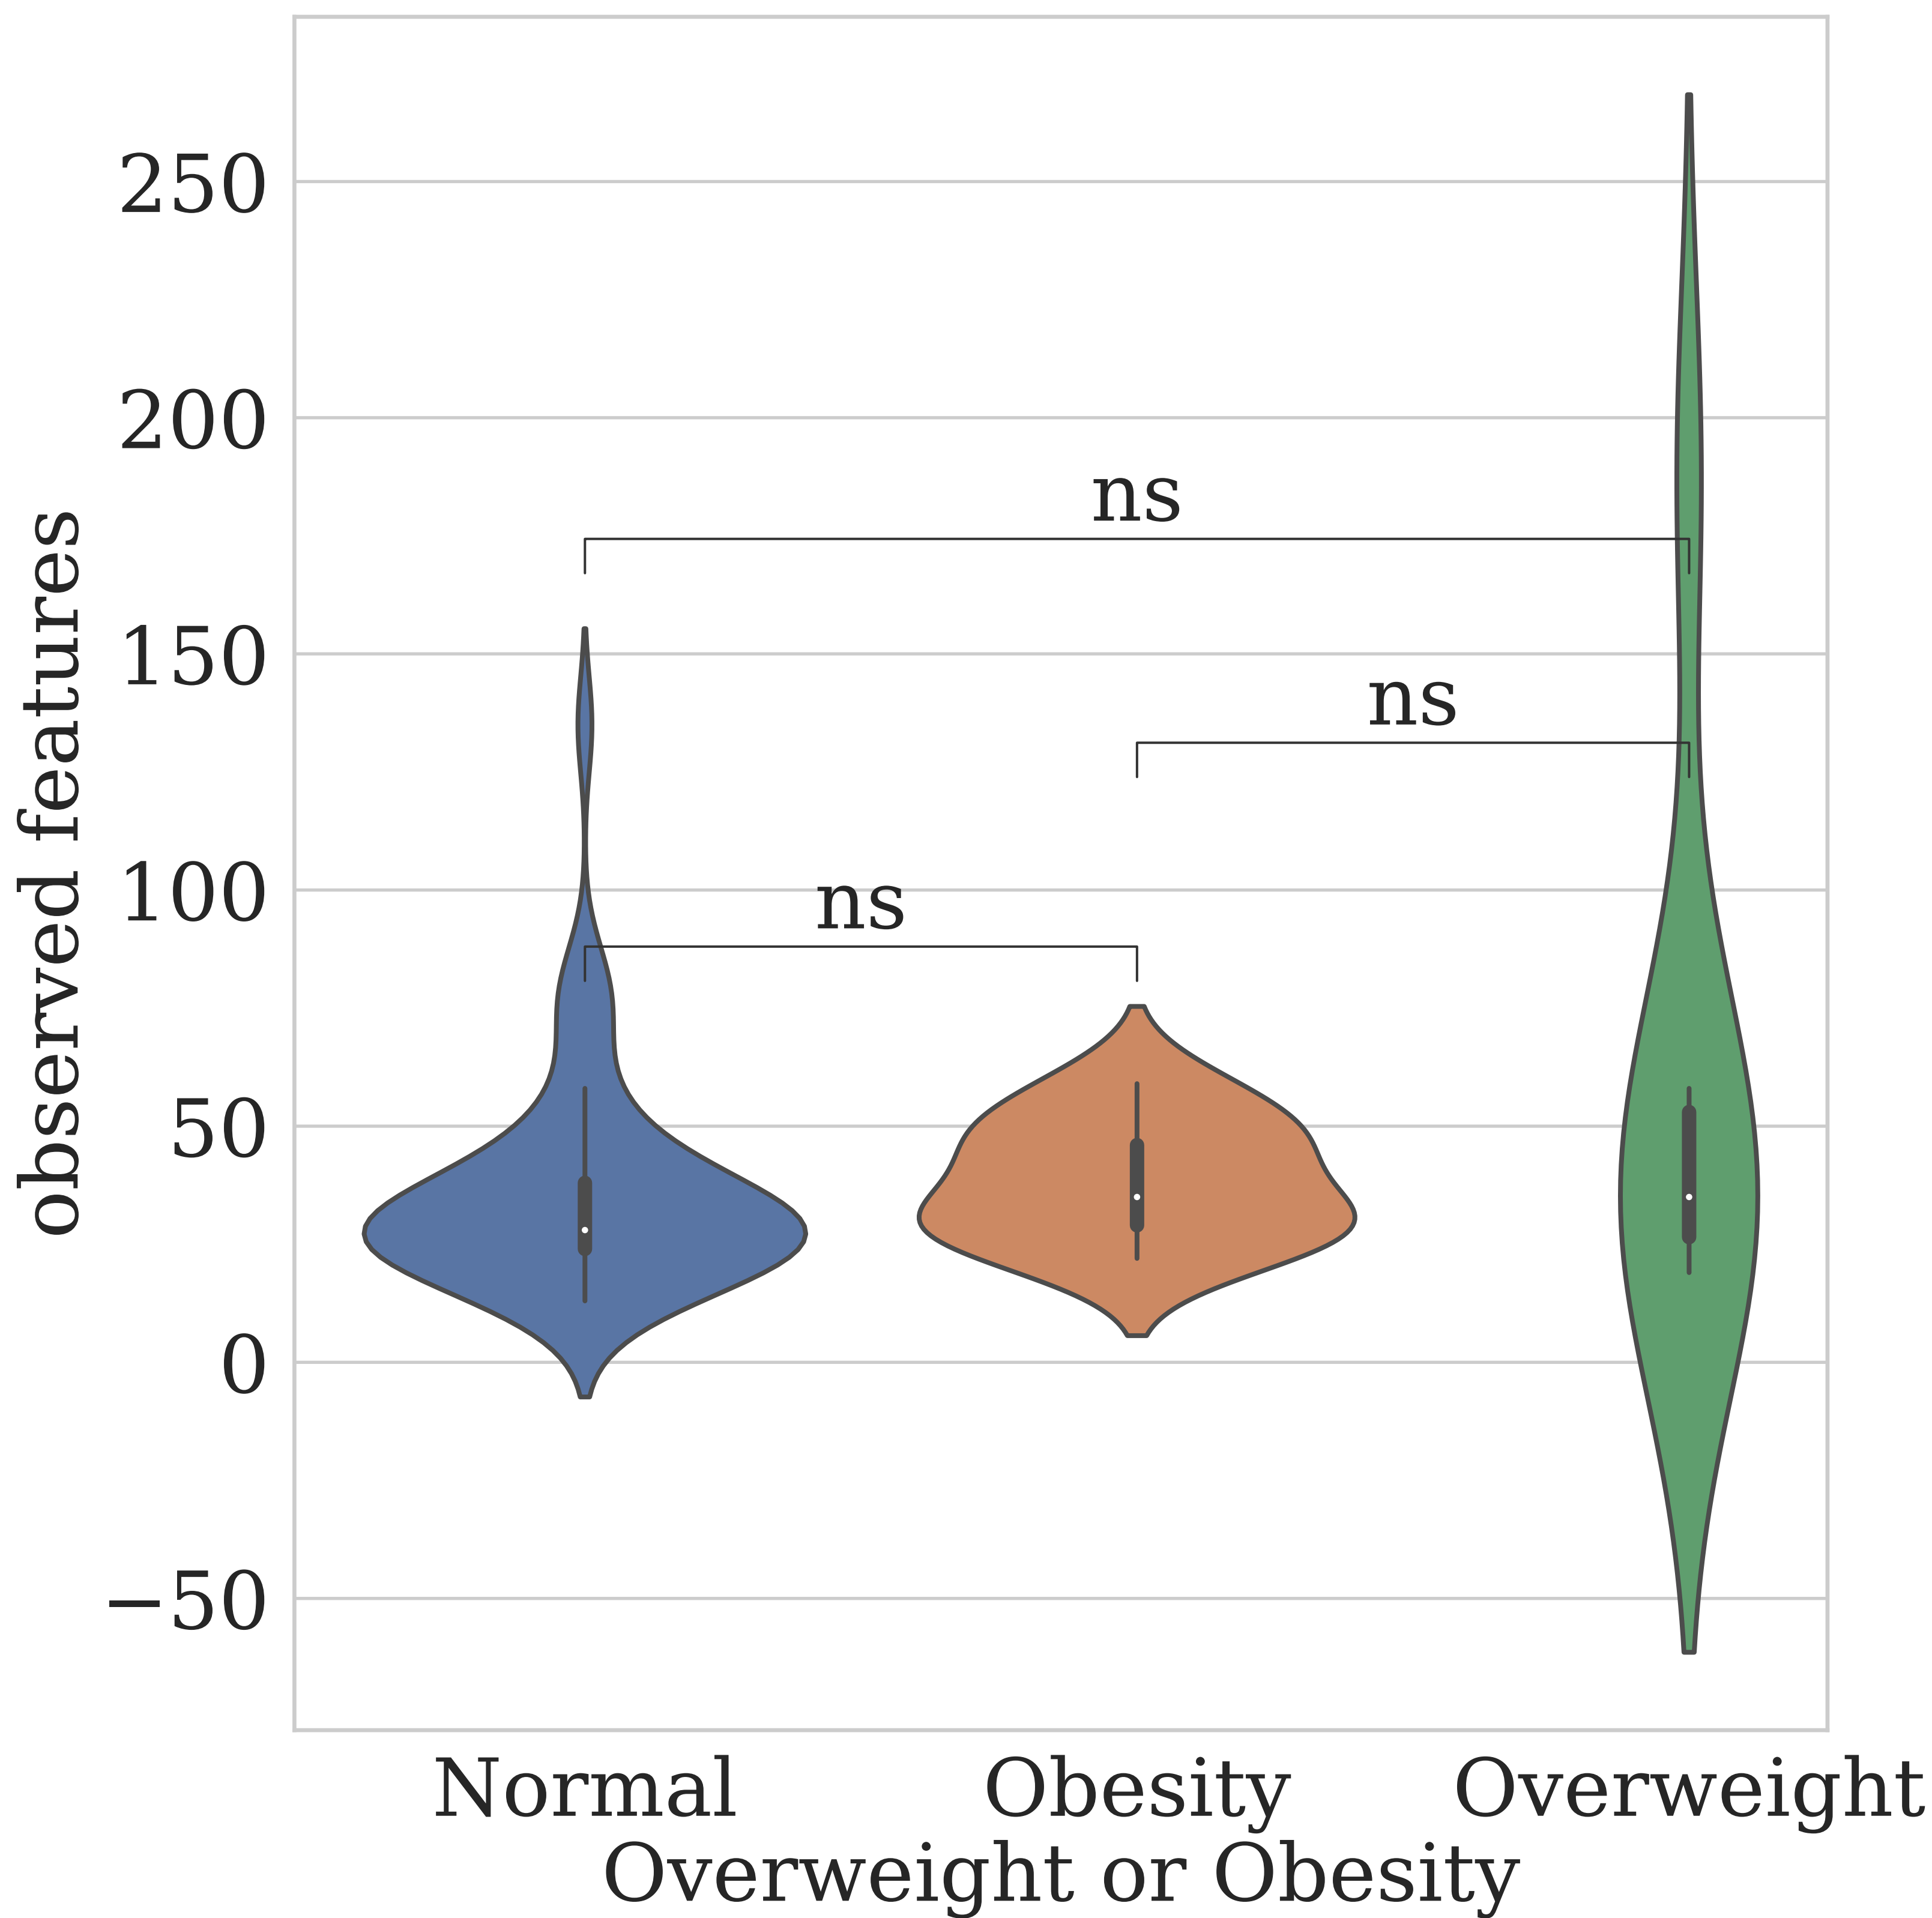 observed features
250
200
150
100
50
0
−50
ns
ns
ns
Normal Obesity Overweight
Overweight or Obesity